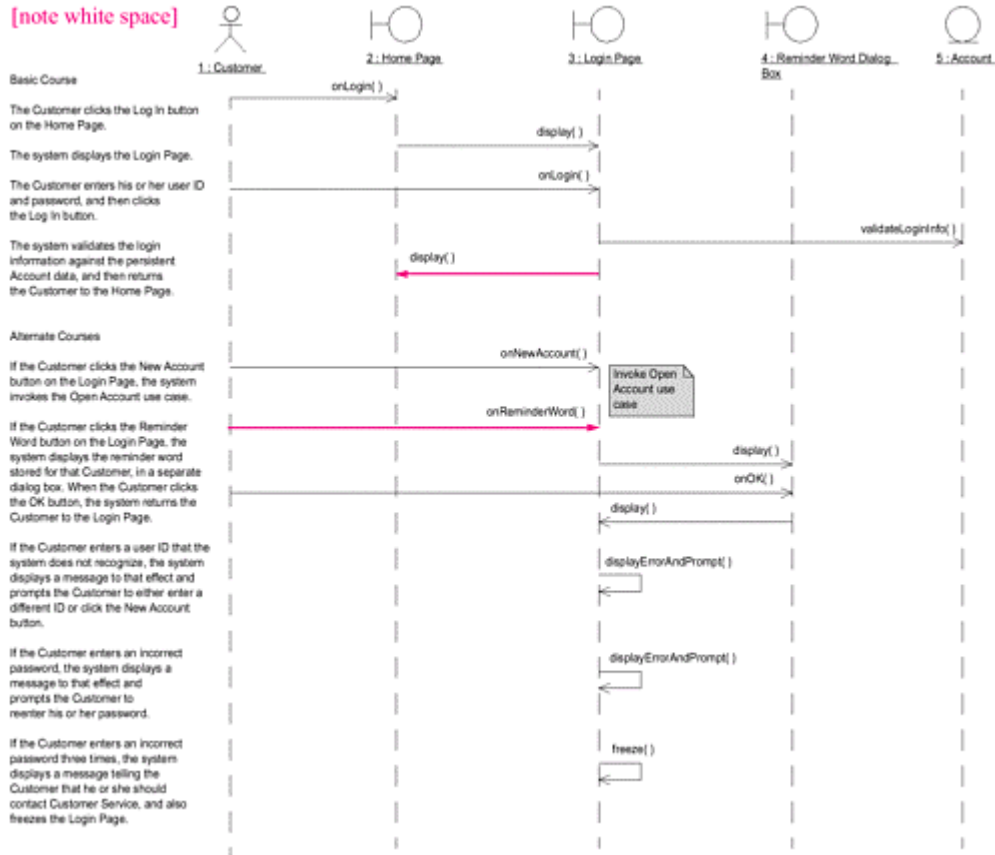 [note white space]
1 : Customer
2 : Home Page
3 : Login Page
4 : Reminder Word Dialog
Box
5 : Account
Basic Course
The Customer clicks the Log In button
on the Home Page.
The system displays the Login Page.
The Customer enters his or her user ID
and password, and then clicks
the Log In button.
The system validates the login
information against the persistent
Account data, and then returns
the Customer to the Home Page.
Alternate Courses
If the Customer clicks the New Account
button on the Login Page, the system
invokes the Open Account use case.
If the Customer clicks the Reminder
Word button on the Login Page, the
system displays the reminder word
stored for that Customer, in a separate
dialog box. When the Customer clicks
the OK button, the system returns the
Customer to the Login Page.
If the Customer enters a user ID that the
system does not recognize, the system
displays a message to that effect and
prompts the Customer to either enter a
different ID or click the New Account
button.
If the Customer enters an incorrect
password, the system displays a
message to that effect and
prompts the Customer to
reenter his or her password.
If the Customer enters an incorrect
password three times, the system
displays a message telling the
Customer that he or she should
contact Customer Service, and also
freezes the Login Page.
onLogin( )
display( )
onLogin( )
validateLoginInfo( )
display( )
onNewAccount( )
Invoke Open
Account use
case
onReminderWord( )
display( )
onOK( )
display( )
displayErrorAndPrompt( )
displayErrorAndPrompt( )
freeze( )